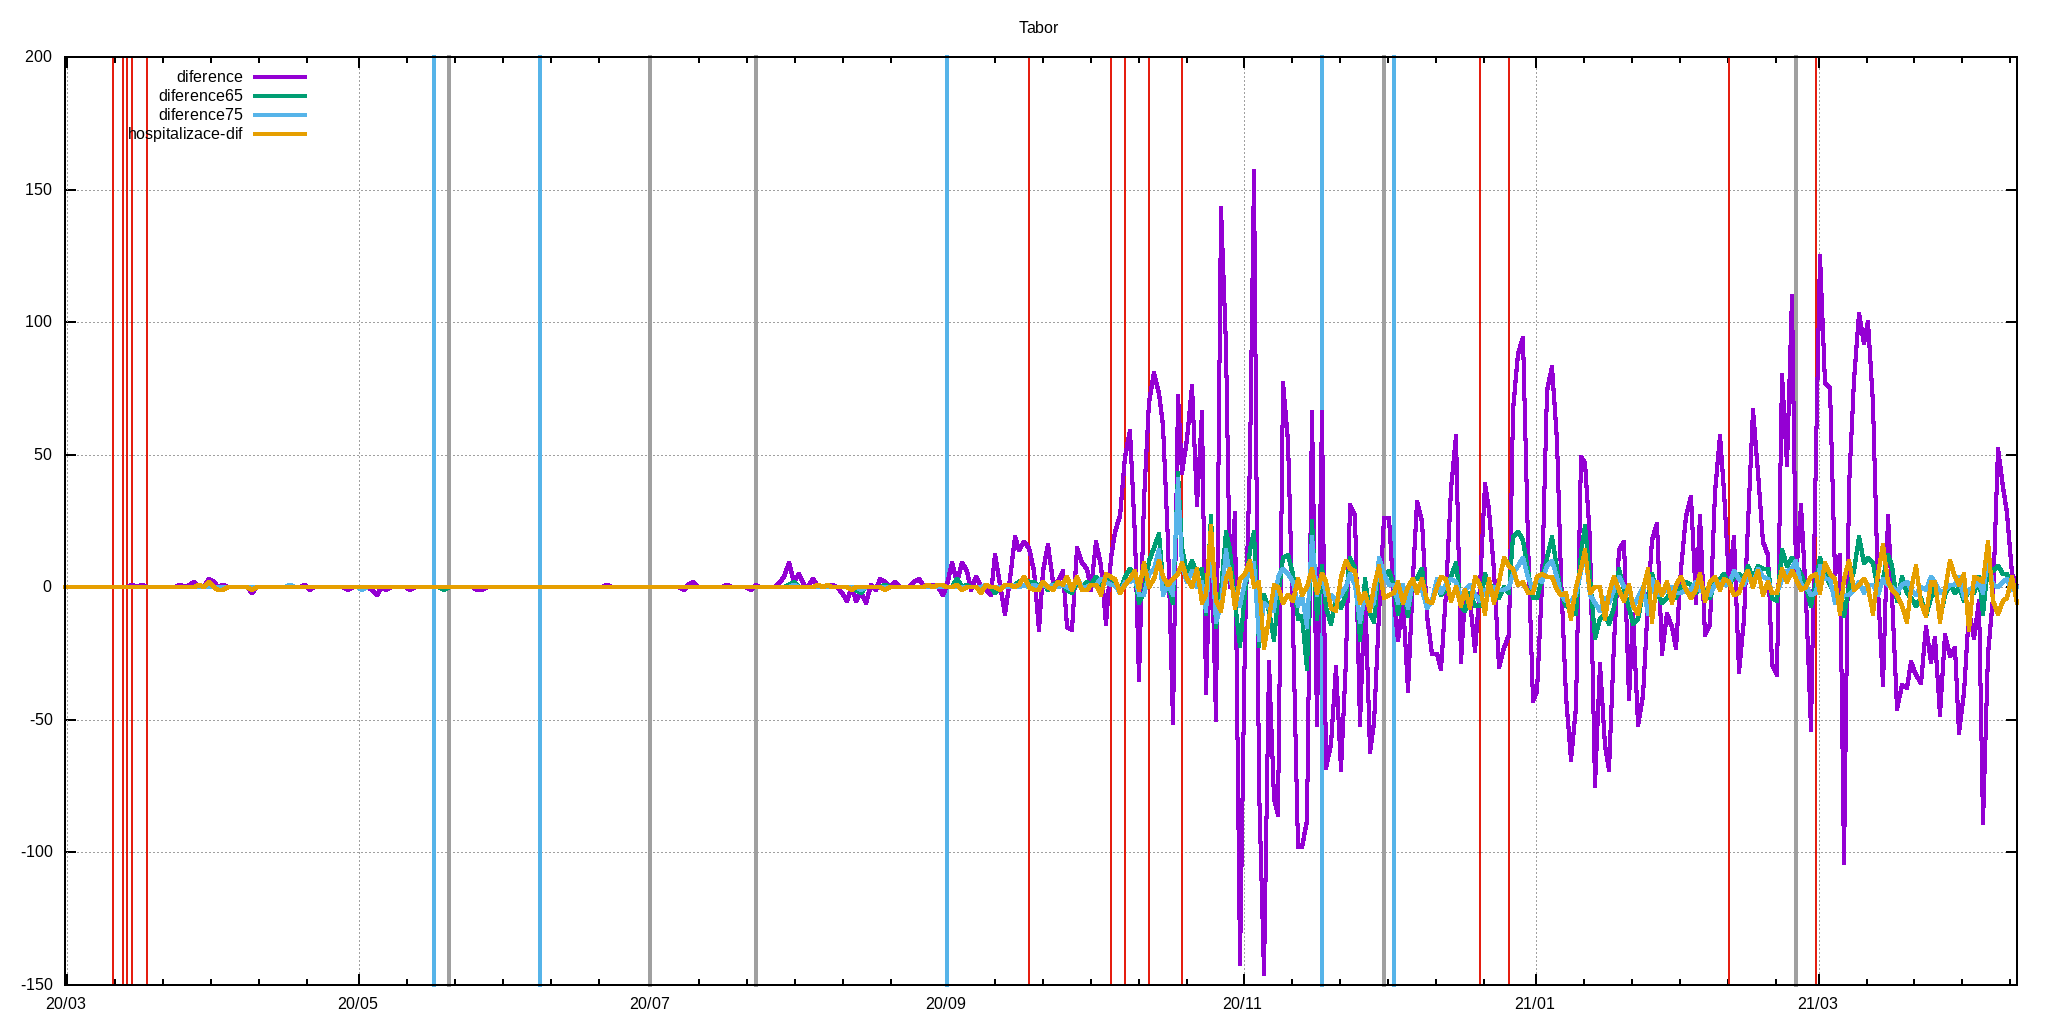 Tabor
200
150
100
50
0
-50
-100
-150
diference
diference65
diference75
hospitalizace-dif
20/03 20/05 20/07 20/09 20/11 21/01 21/03